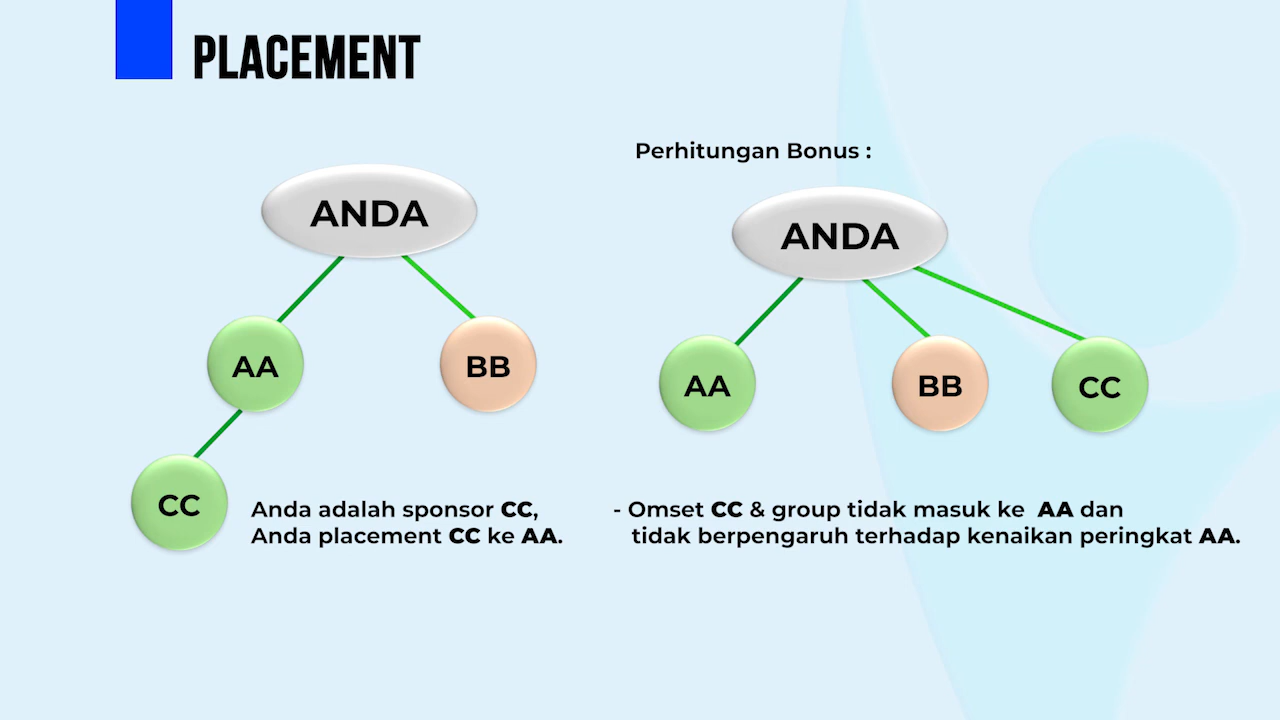 PLACEMENT
ANDA
AA
BB
CC
Anda adalah sponsor CC,
Anda placement CC ke AA.
Perhitungan Bonus :
ANDA
AA
BB
CC
- Omset CC & group tidak masuk ke AA dan
tidak berpengaruh terhadap kenaikan peringkat AA.